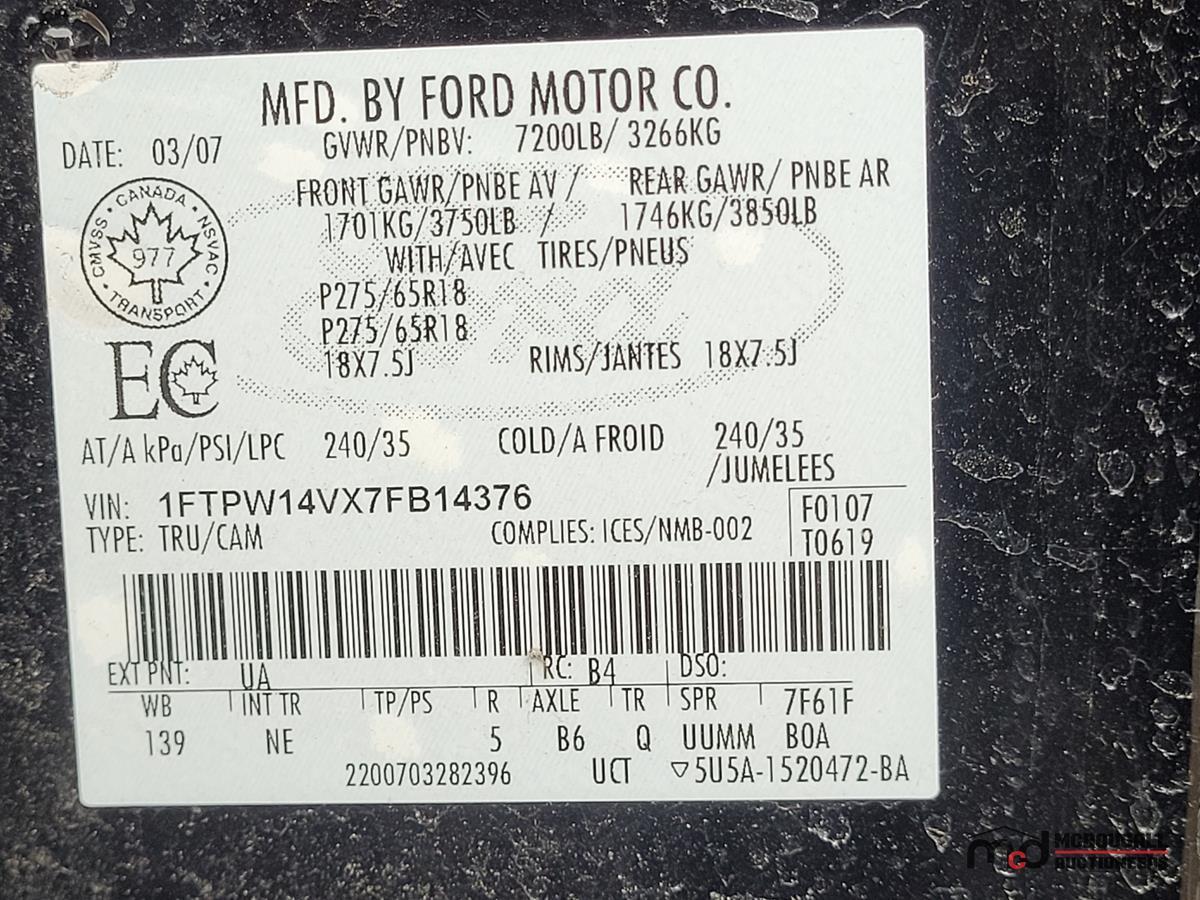 MFD. BY FORD MOTOR CO.
DATE: 03/07
GVWR/PNBV: 7200LB/ 3266KG
FRONT GAWR/PNBE AV / REAR GAWR/ PNBE AR
1701KG/3750LB / 1746KG/3850LB
WITH/AVEC TIRES/PNEUS
CANADA · NSVAC · TRANSPORT · CMVSS
977
P275/65R18
P275/65R18
18X7.5J RIMS/JANTES 18X7.5J
EC
AT/A kPa/PSI/LPC 240/35 COLD/A FROID 240/35
/JUMELEES
VIN: 1FTPW14VX7FB14376
F0107
TYPE: TRU/CAM COMPLIES: ICES/NMB-002
T0619
EXT PNT: UA RC: B4 DSO:
WB INT TR TP/PS R AXLE TR SPR 7F61F
139 NE 5 B6 Q UUMM BOA
2200703282396 UCT ▽5U5A-1520472-BA
mcd MCDOUGALL
AUCTIONEERS